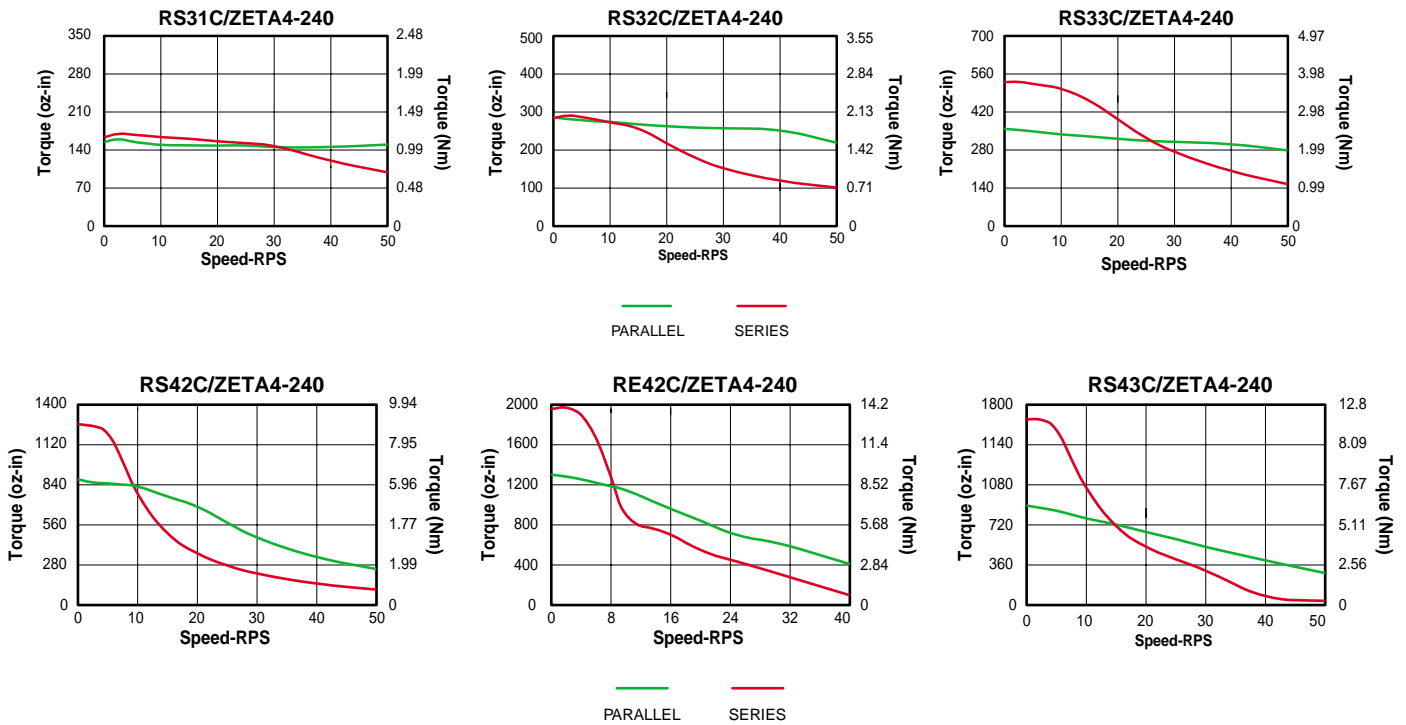 RS31C/ZETA4-240
Torque (oz-in)
350
280
210
140
70
0
2.48
1.99
1.49
0.99
0.48
0
Torque (Nm)
0 10 20 30 40 50
Speed-RPS
RS32C/ZETA4-240
Torque (oz-in)
500
400
300
200
100
0
3.55
2.84
2.13
1.42
0.71
0
Torque (Nm)
0 10 20 30 40 50
Speed-RPS
RS33C/ZETA4-240
Torque (oz-in)
700
560
420
280
140
0
4.97
3.98
2.98
1.99
0.99
0
Torque (Nm)
0 10 20 30 40 50
Speed-RPS
PARALLEL SERIES
RS42C/ZETA4-240
Torque (oz-in)
1400
1120
840
560
280
0
9.94
7.95
5.96
1.77
1.99
0
Torque (Nm)
0 10 20 30 40 50
Speed-RPS
RE42C/ZETA4-240
Torque (oz-in)
2000
1600
1200
800
400
0
14.2
11.4
8.52
5.68
2.84
0
Torque (Nm)
0 8 16 24 32 40
Speed-RPS
RS43C/ZETA4-240
Torque (oz-in)
1800
1140
1080
720
360
0
12.8
8.09
7.67
5.11
2.56
0
Torque (Nm)
0 10 20 30 40 50
Speed-RPS
PARALLEL SERIES